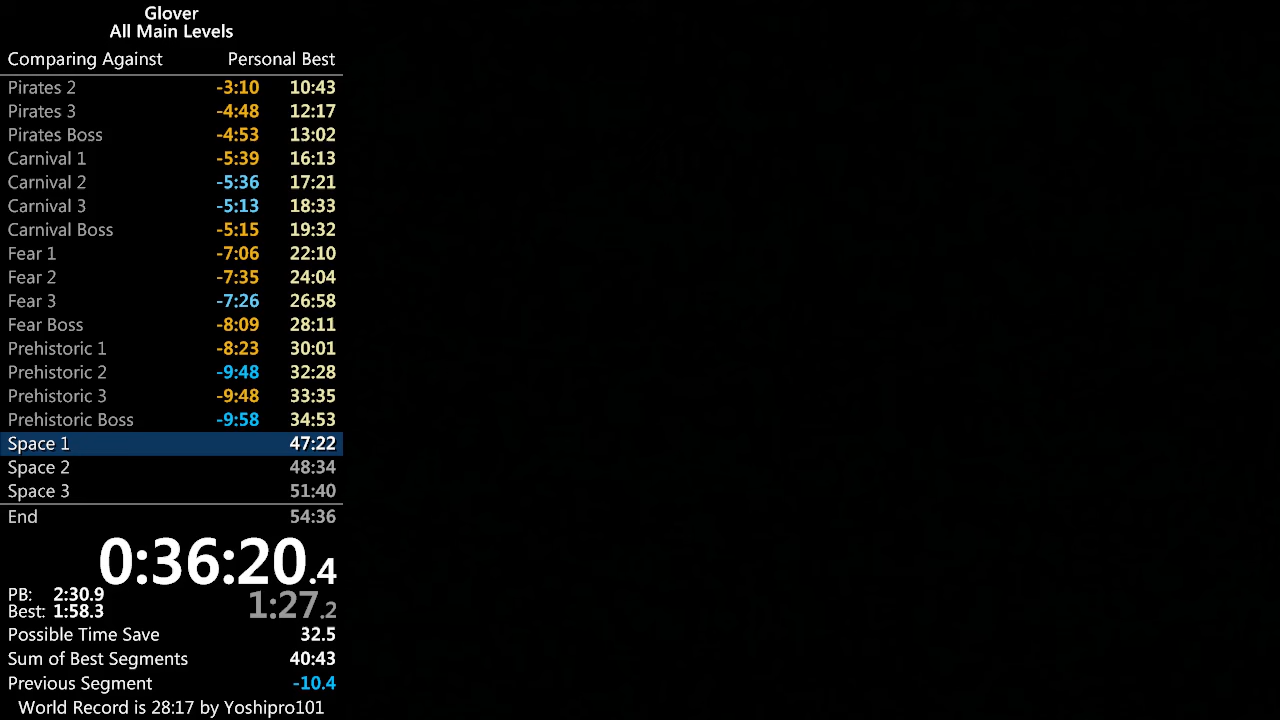 Glover
All Main Levels
Comparing Against Personal Best
Pirates 2 -3:10 10:43
Pirates 3 -4:48 12:17
Pirates Boss -4:53 13:02
Carnival 1 -5:39 16:13
Carnival 2 -5:36 17:21
Carnival 3 -5:13 18:33
Carnival Boss -5:15 19:32
Fear 1 -7:06 22:10
Fear 2 -7:35 24:04
Fear 3 -7:26 26:58
Fear Boss -8:09 28:11
Prehistoric 1 -8:23 30:01
Prehistoric 2 -9:48 32:28
Prehistoric 3 -9:48 33:35
Prehistoric Boss -9:58 34:53
Space 1 47:22
Space 2 48:34
Space 3 51:40
End 54:36
0:36:20.4
PB: 2:30.9
Best: 1:58.3 1:27.2
Possible Time Save 32.5
Sum of Best Segments 40:43
Previous Segment -10.4
World Record is 28:17 by Yoshipro101